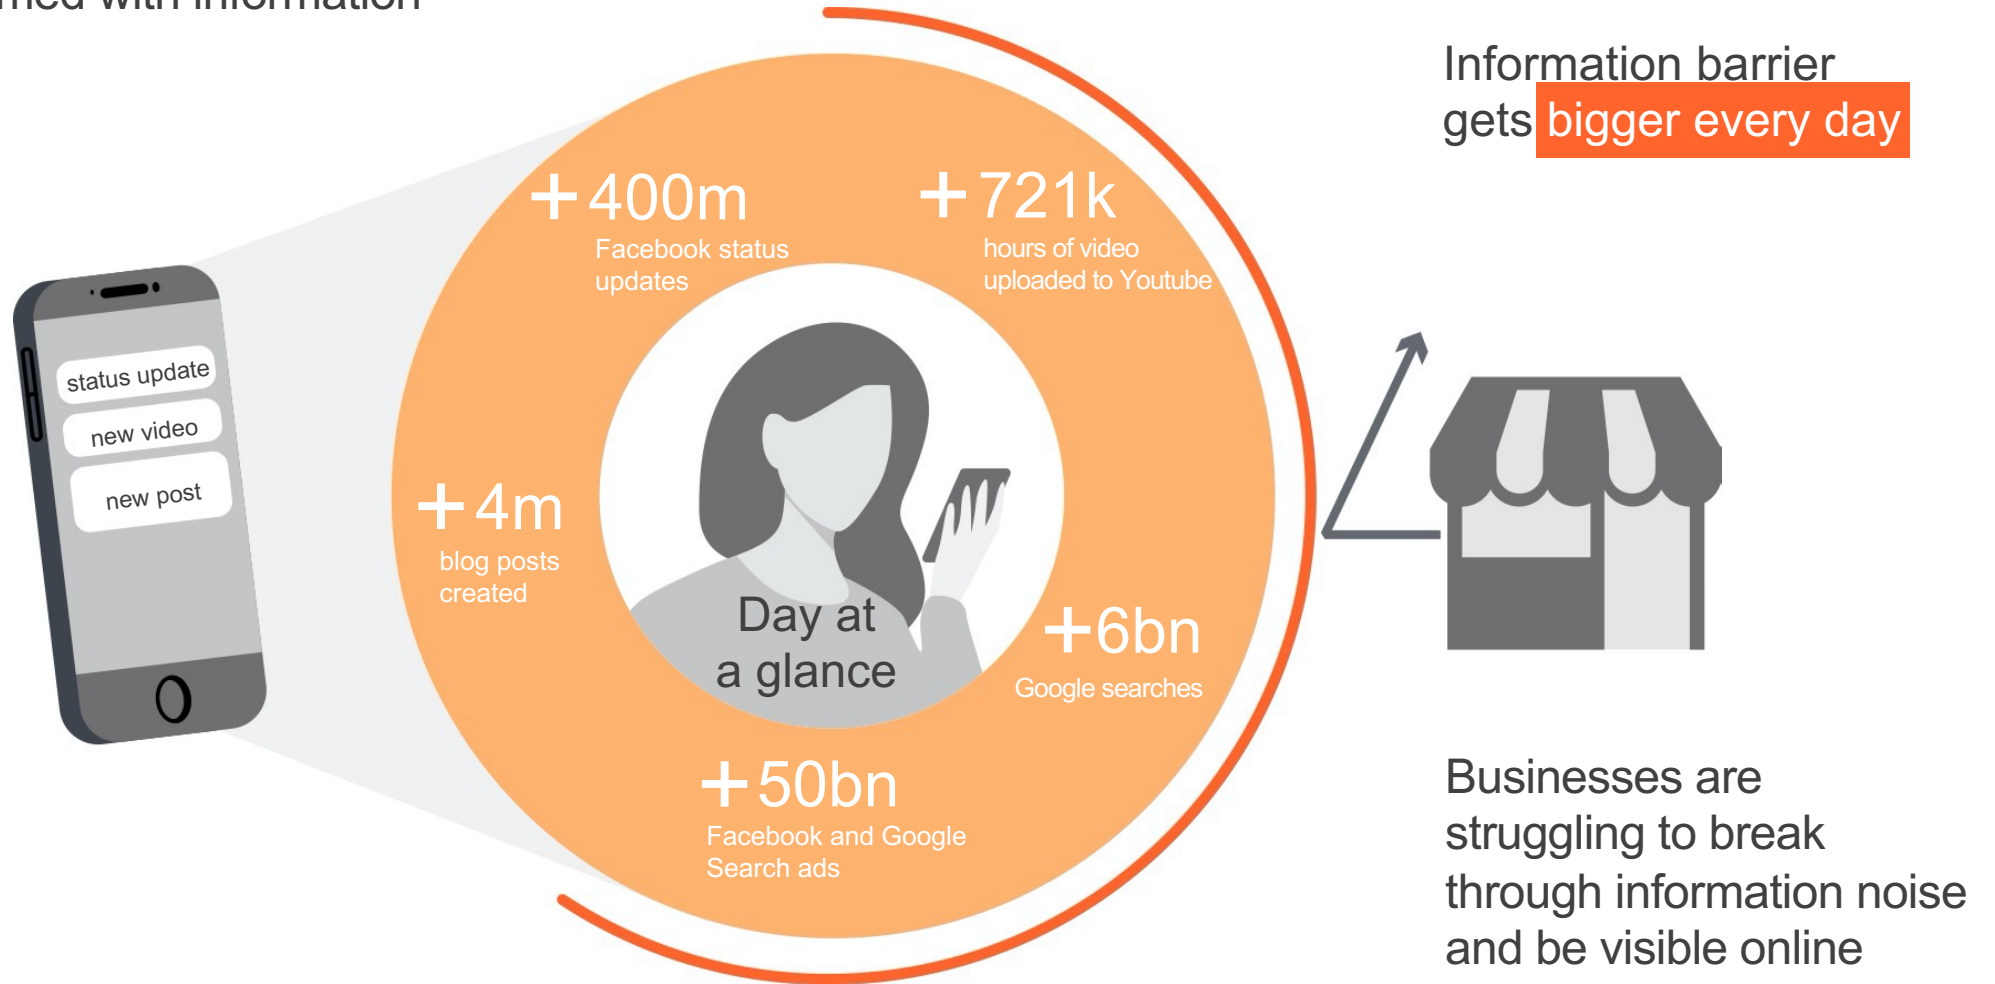 with information
Information barrier
gets bigger every day
+400m
Facebook status
updates
+721k
hours of video
uploaded to Youtube
status update
new video
new post
+4m
blog posts
created
Day at
a glance
+6bn
Google searches
+50bn
Facebook and Google
Search ads
Businesses are
struggling to break
through information noise
and be visible online